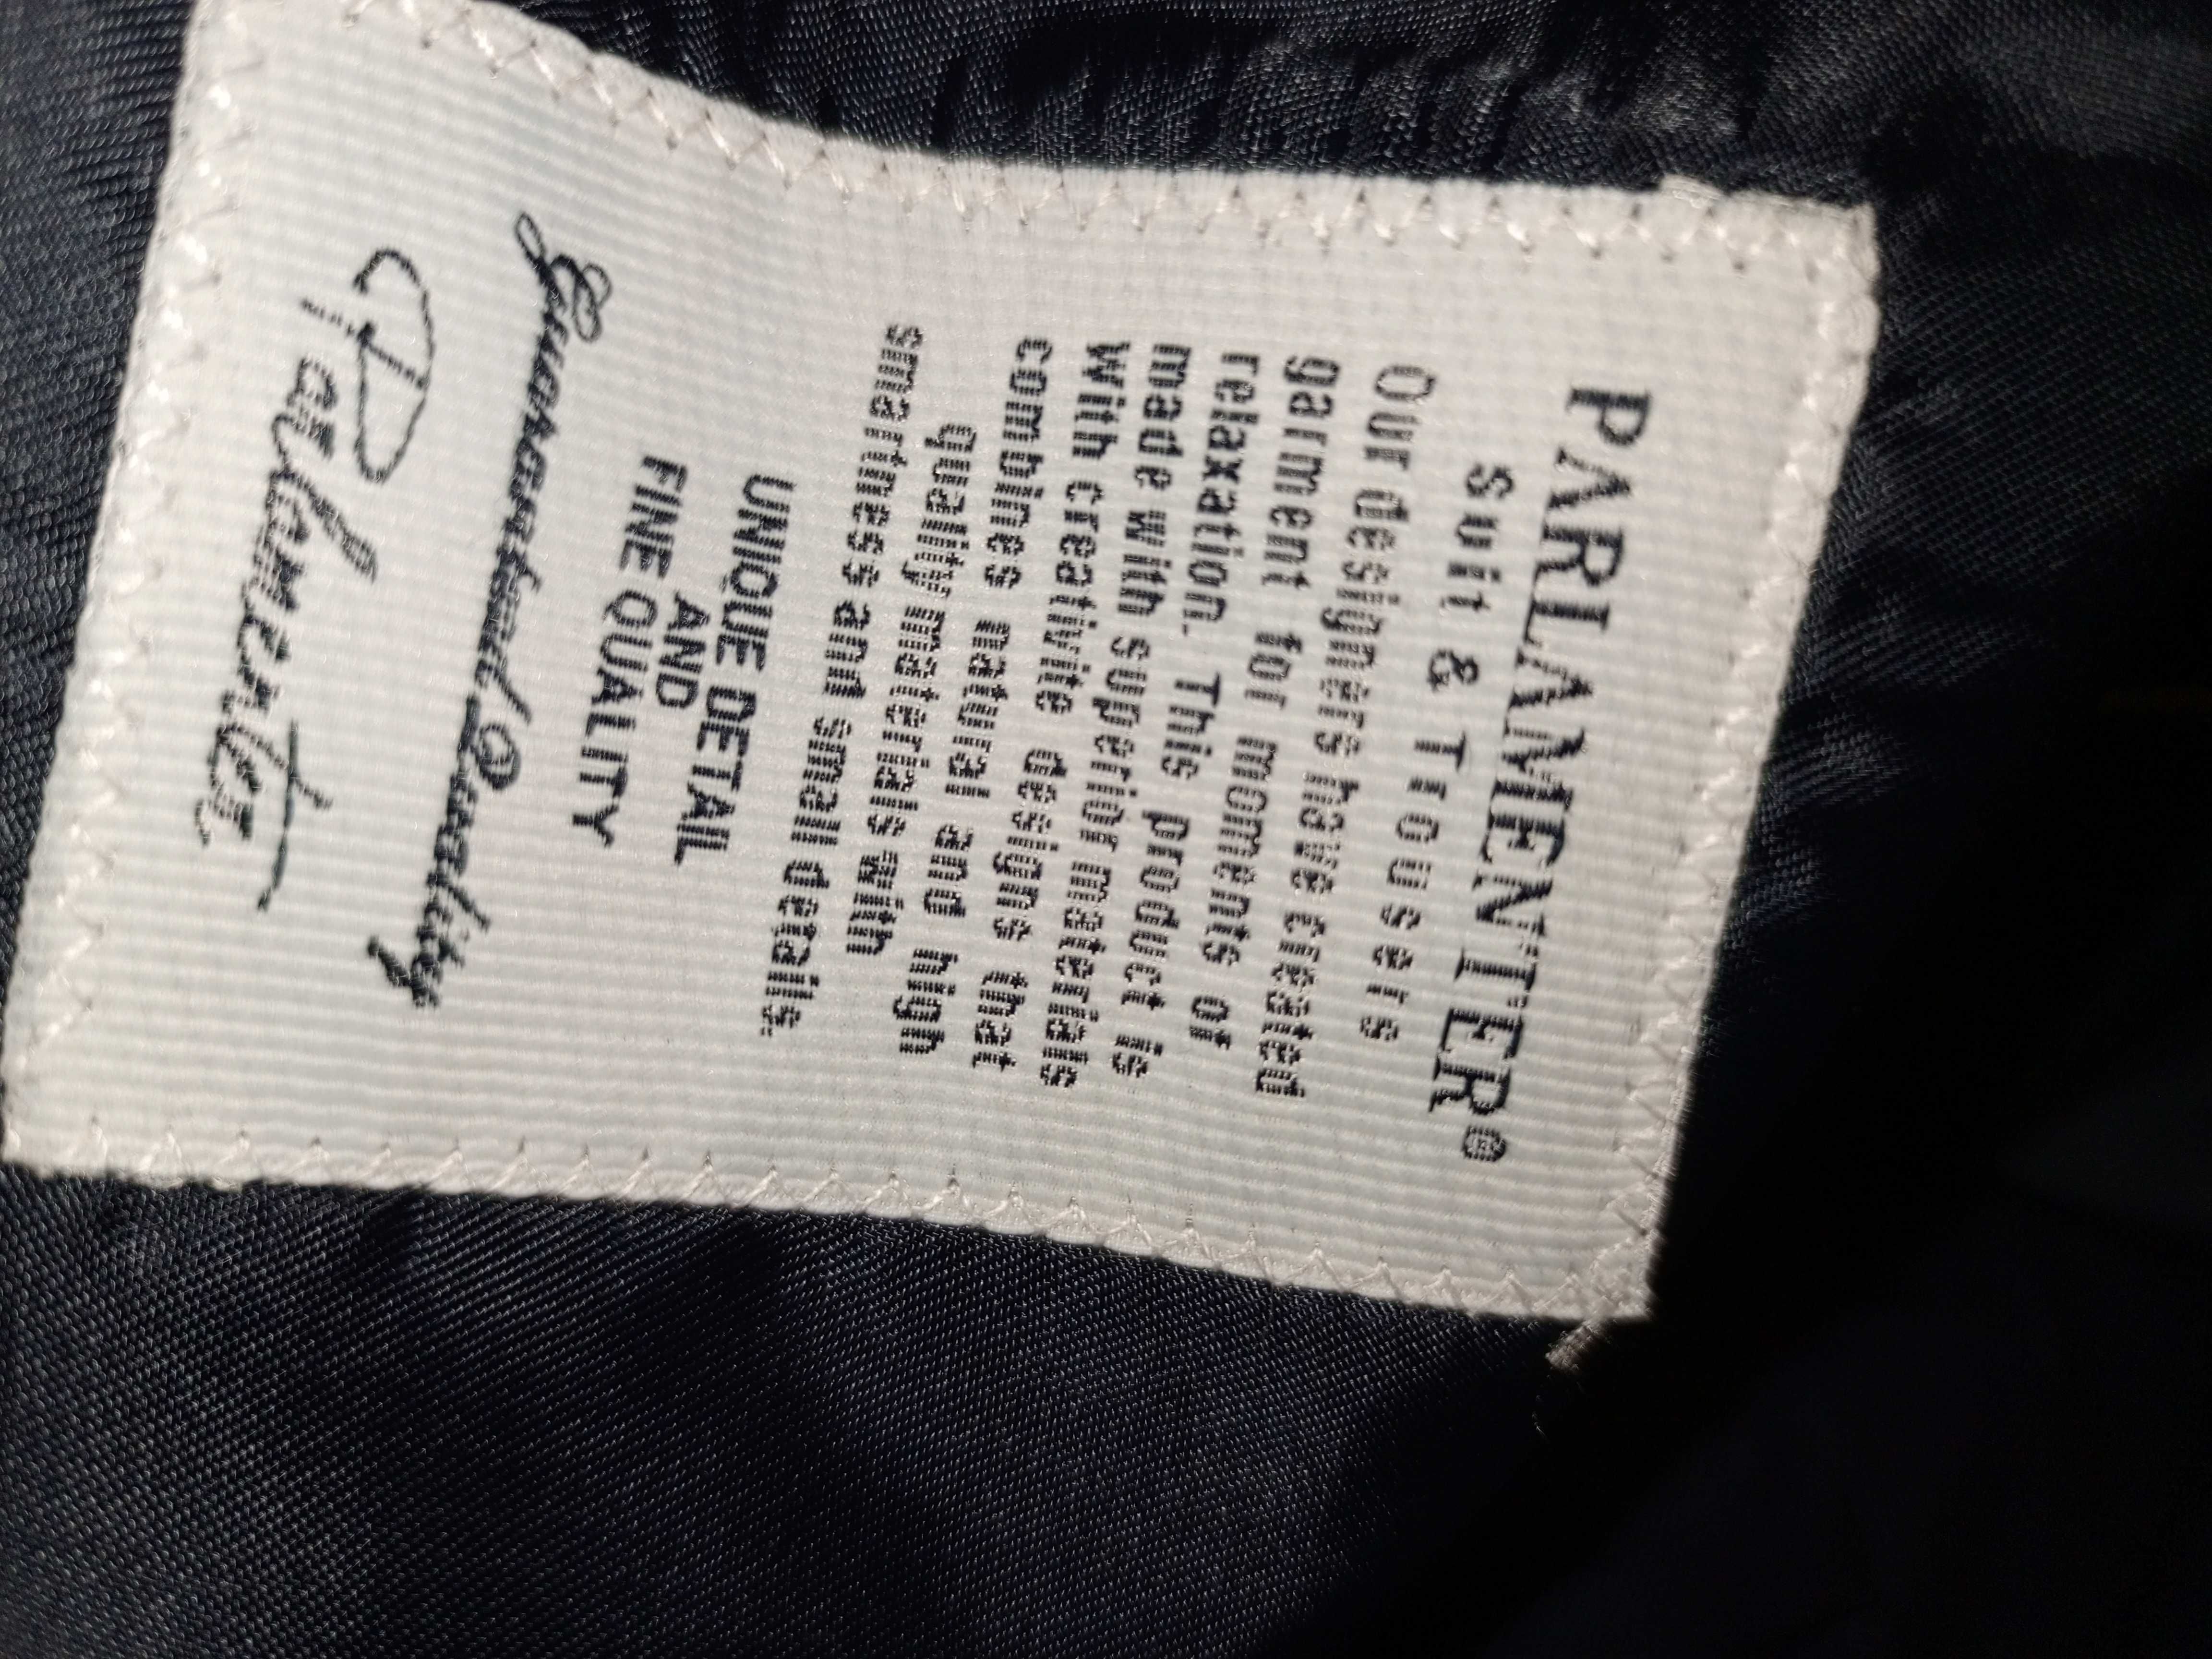 PARLAMENTER®
Suit & Trousers
Our designers have created
garment for moments of
relaxation. This product is
made with superior materials
with creativite designs that
combines natural and high
quality materials with
smartness and small details.
UNIQUE DETAIL
AND
FINE QUALITY
Guaranated Quality
Parlamenter